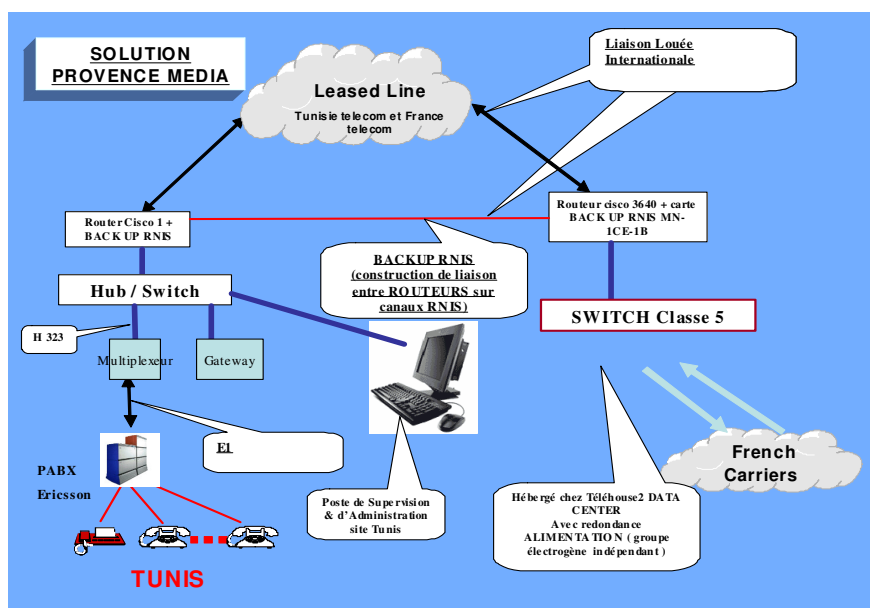 SOLUTION
PROVENCE MEDIA
Liaison Louée
Internationale
Leased Line
Tunisie telecom et France
telecom
Router Cisco 1 +
BACK UP RNIS
Routeur cisco 3640 + carte
BACK UP RNIS MN-
1CE-1B
BACKUP RNIS
(construction de liaison
entre ROUTEURS sur
canaux RNIS)
Hub / Switch
SWITCH Classe 5
H 323
Multiplexeur
Gateway
E1
French
Carriers
PABX
Ericsson
Poste de Supervision
& d'Administration
site Tunis
Hébergé chez Téléhouse2 DATA
CENTER
Avec redondance
ALIMENTATION ( groupe
électrogène indépendant )
TUNIS